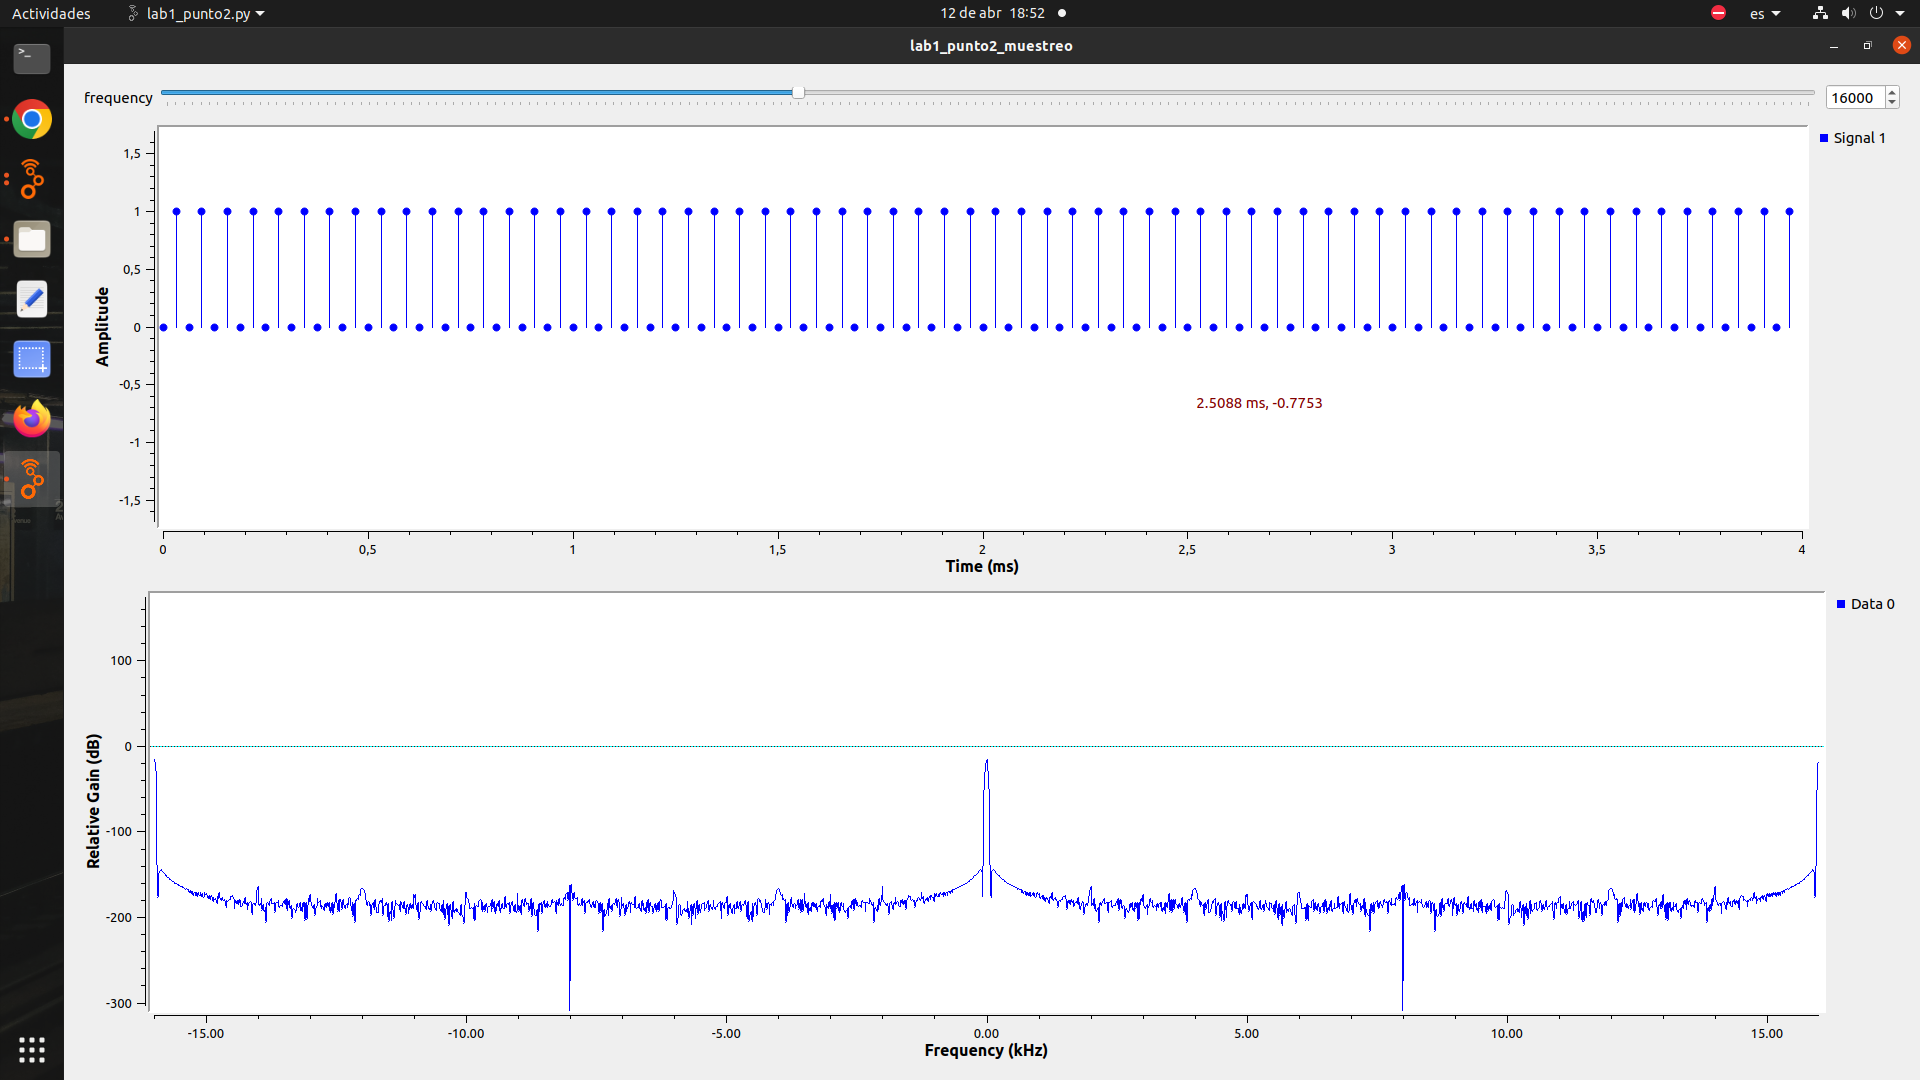 Actividades
lab1_punto2.py
12 de abr 18:52
es
lab1_punto2_muestreo
frequency
16000
Signal 1
1,5
1
0,5
0
-0,5
-1
-1,5
Amplitude
2.5088 ms, -0.7753
0
0,5
1
1,5
2
2,5
3
3,5
4
Time (ms)
Data 0
100
0
-100
-200
-300
Relative Gain (dB)
-15.00
-10.00
-5.00
0.00
5.00
10.00
15.00
Frequency (kHz)